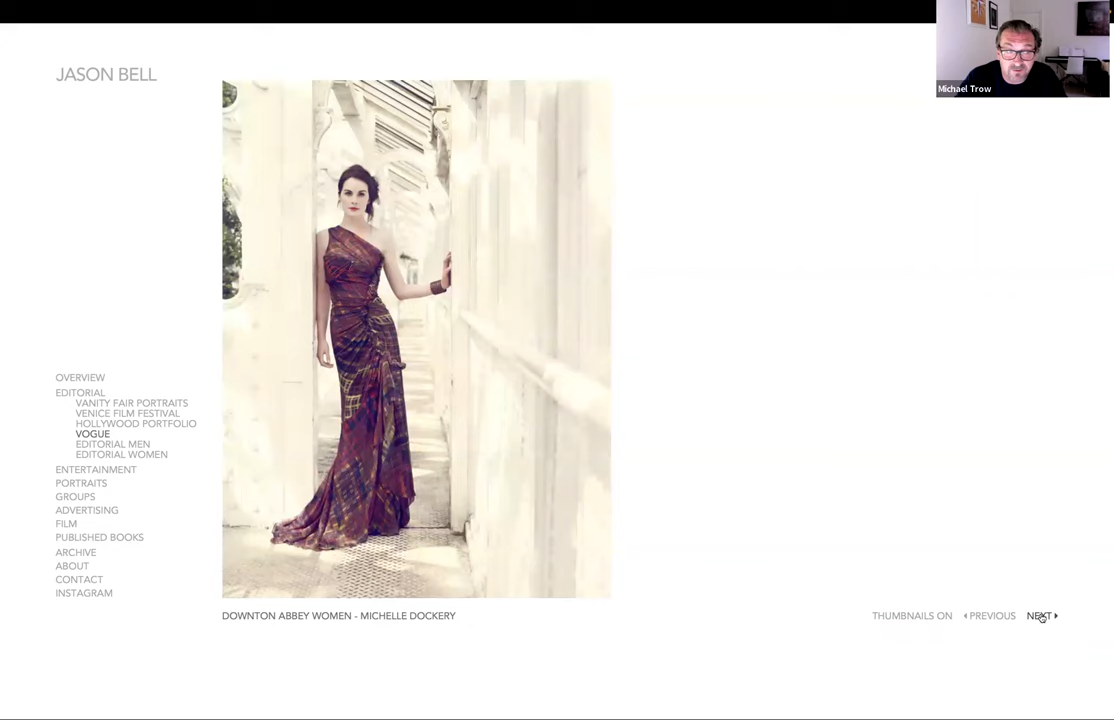 JASON BELL
Michael Trow
OVERVIEW
EDITORIAL
VANITY FAIR PORTRAITS
VENICE FILM FESTIVAL
HOLLYWOOD PORTFOLIO
VOGUE
EDITORIAL MEN
EDITORIAL WOMEN
ENTERTAINMENT
PORTRAITS
GROUPS
ADVERTISING
FILM
PUBLISHED BOOKS
ARCHIVE
ABOUT
CONTACT
INSTAGRAM
DOWNTON ABBEY WOMEN - MICHELLE DOCKERY
THUMBNAILS ON PREVIOUS NEXT